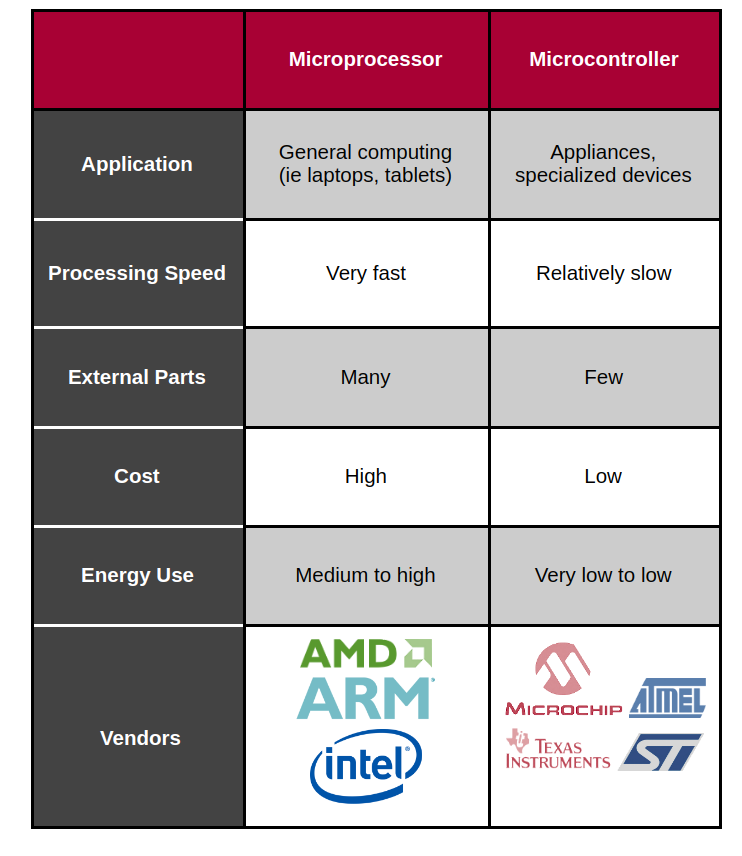 Microprocessor Microcontroller
Application
General computing
(ie laptops, tablets)
Appliances,
specialized devices
Processing Speed Very fast Relatively slow
External Parts Many Few
Cost High Low
Energy Use Medium to high Very low to low
Vendors
AMD
ARM
intel
MICROCHIP
ATMEL
TEXAS
INSTRUMENTS
ST